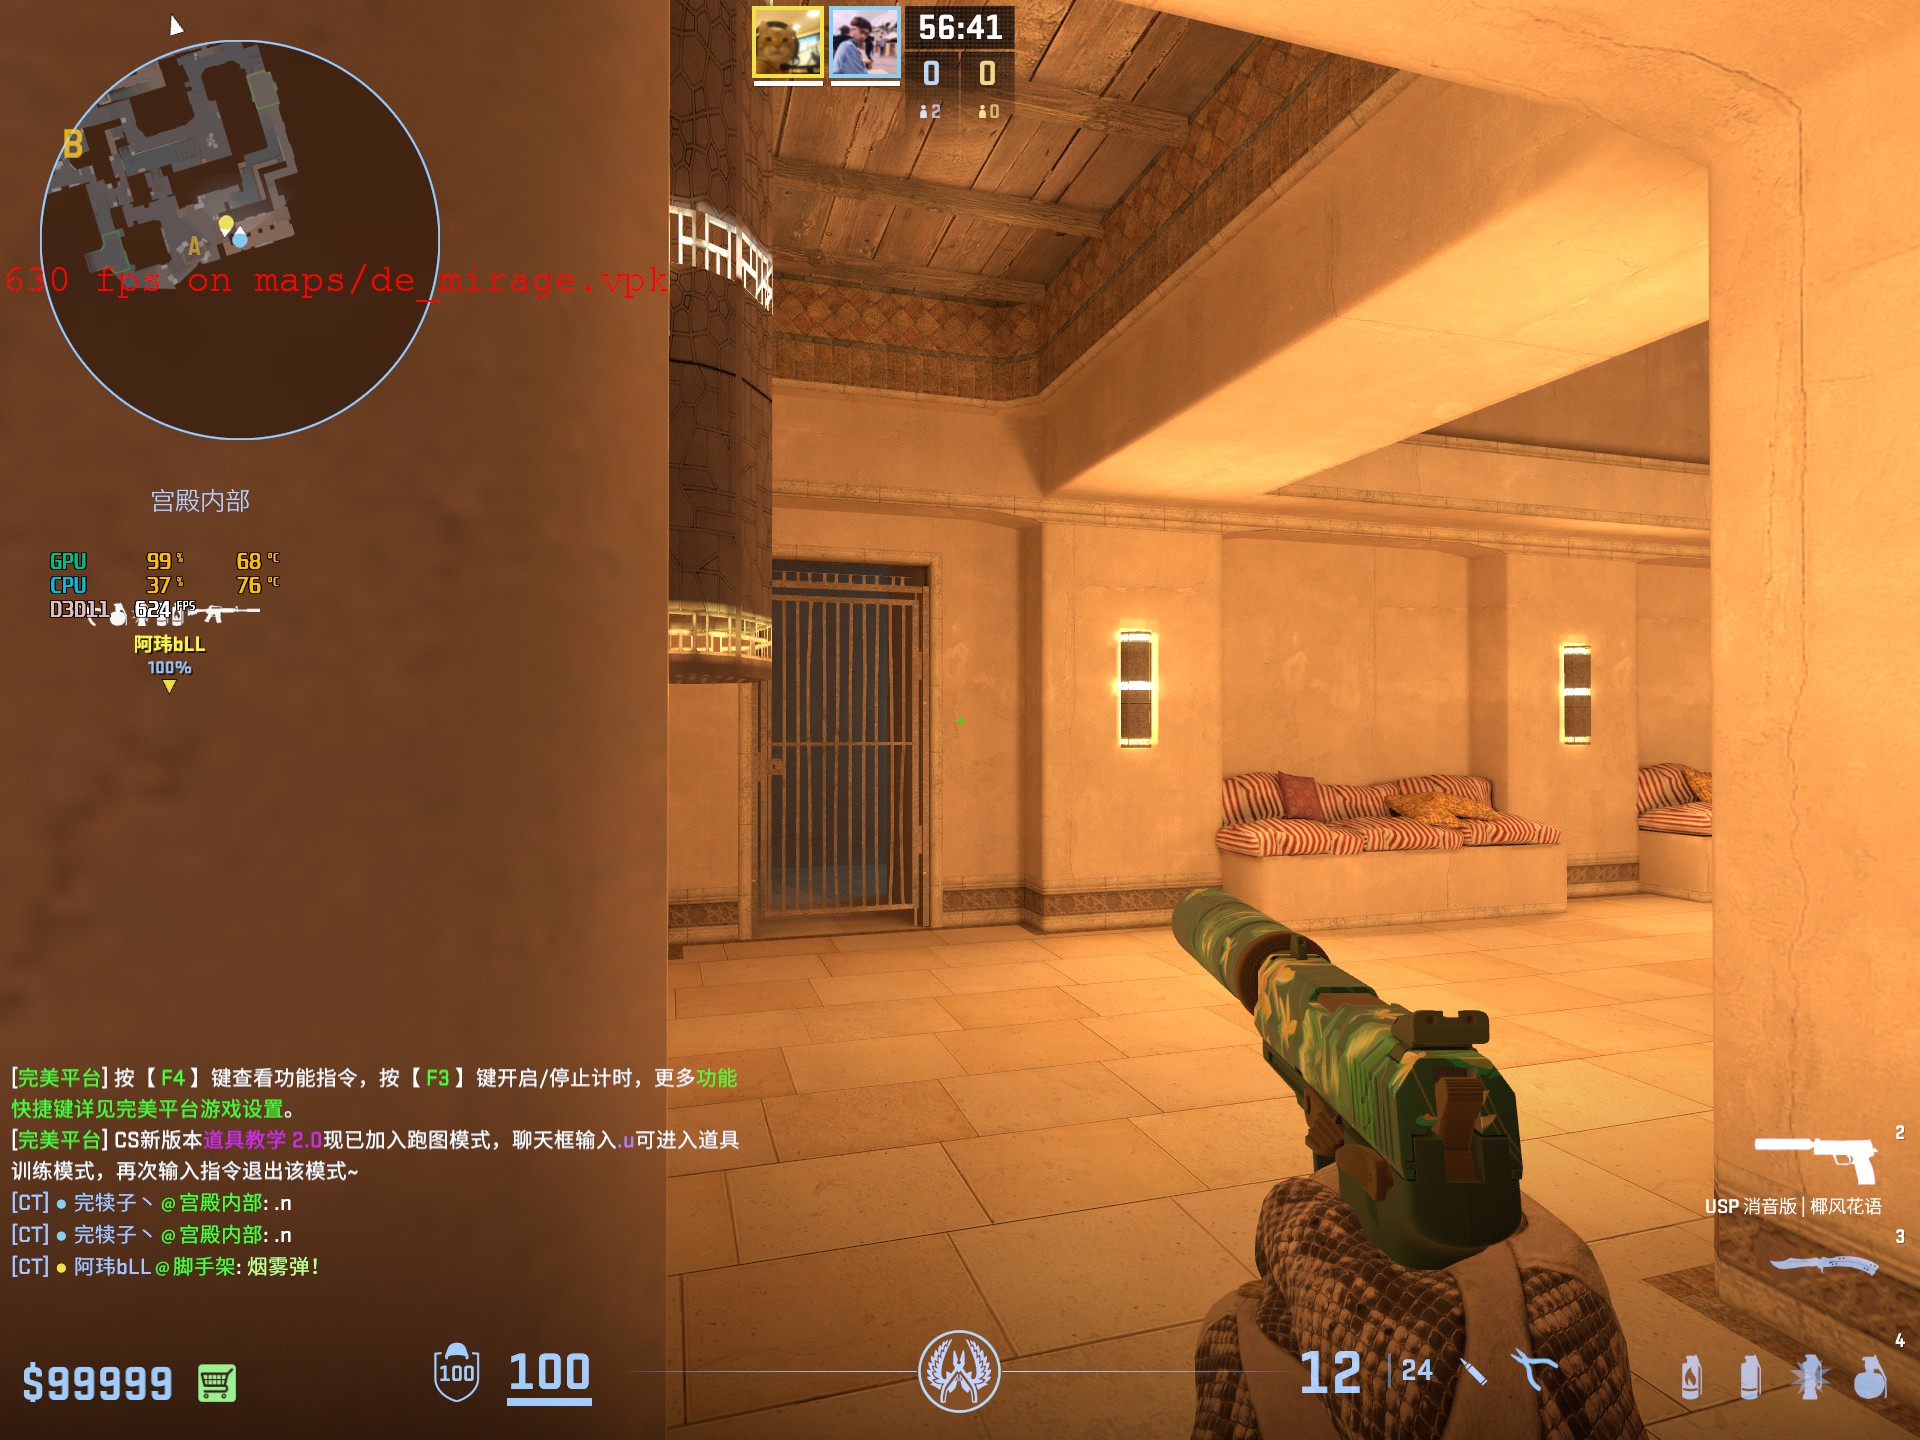 56:41
0 0
2 0
B
A
630 fps on maps/de_mirage.vpk
宫殿内部
GPU 99 % 68 °C
CPU 37 % 76 °C
D3D11 624 FPS
阿玮bLL
100%
[完美平台] 按【 F4 】键查看功能指令，按【 F3 】键开启/停止计时，更多功能
快捷键详见完美平台游戏设置。
[完美平台] CS新版本道具教学 2.0现已加入跑图模式，聊天框输入.u可进入道具
训练模式，再次输入指令退出该模式~
[CT] ● 完犊子丶@宫殿内部: .n
[CT] ● 完犊子丶@宫殿内部: .n
[CT] ● 阿玮bLL@脚手架: 烟雾弹！
2
USP 消音版 | 椰风花语
3
4
$99999
100
100
12 | 24